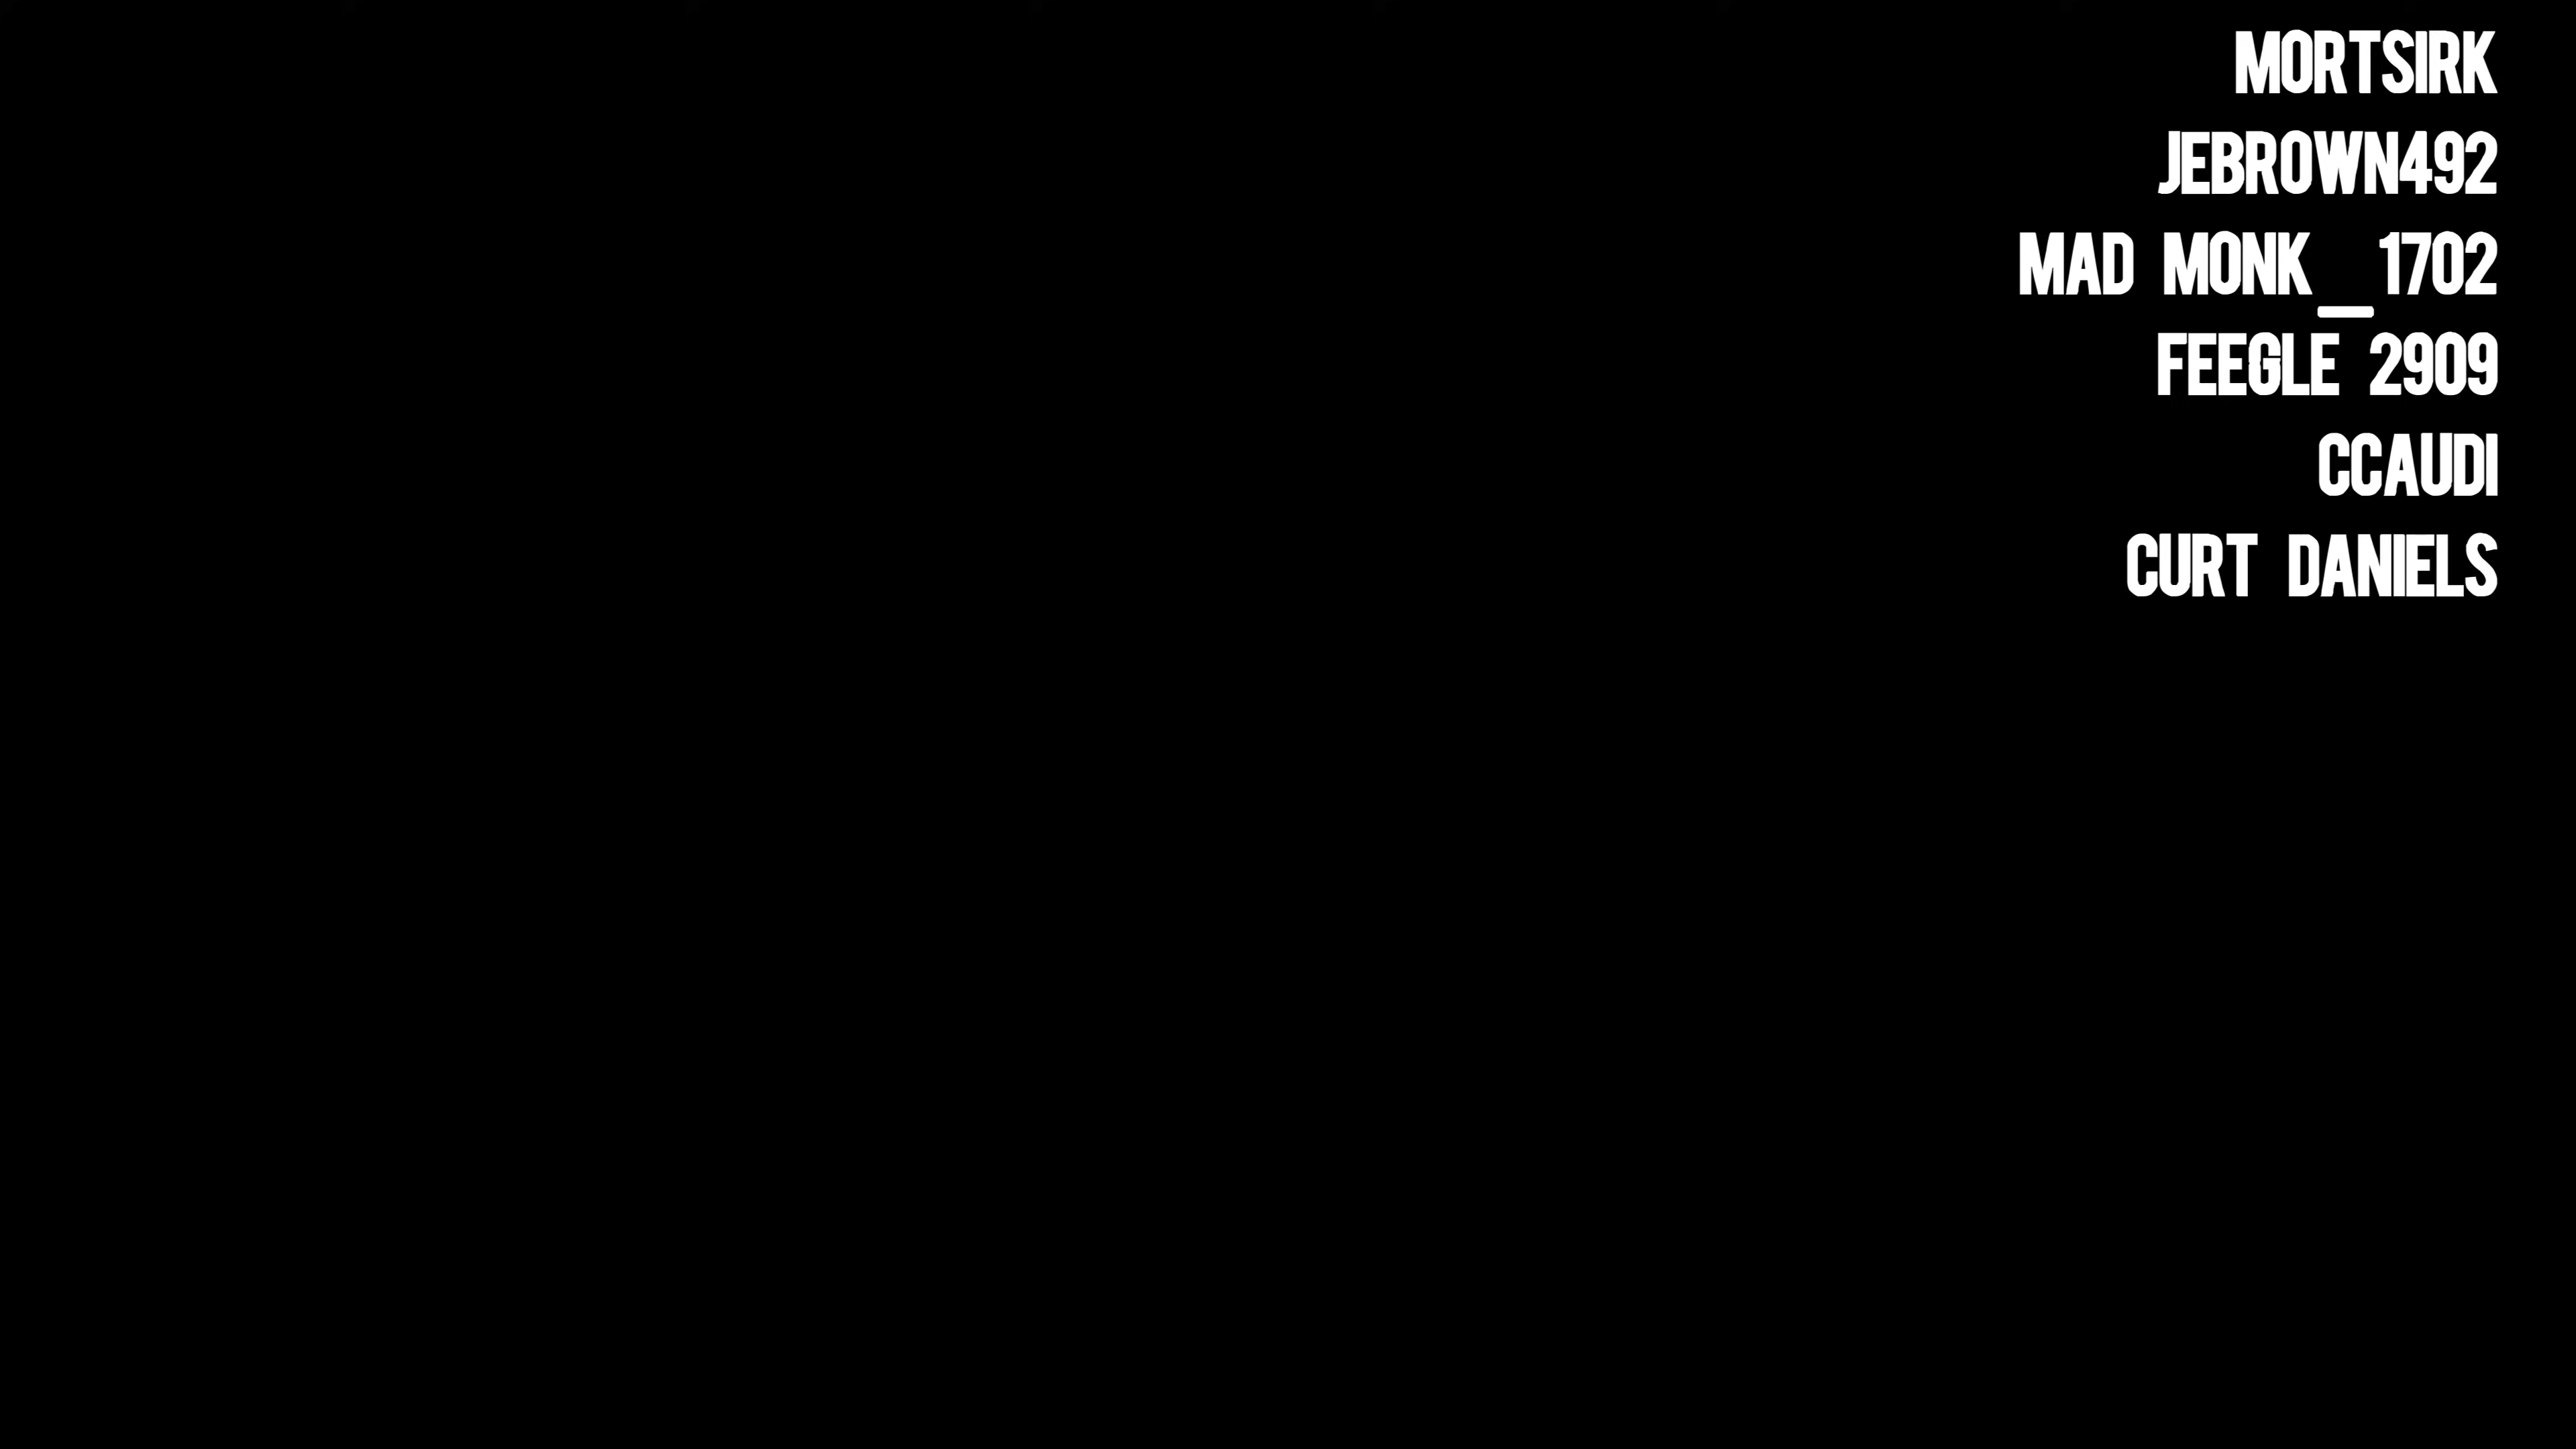 MORTSIRK
JEBROWN492
MAD MONK_1702
FEEGLE 2909
CCAUDI
CURT DANIELS